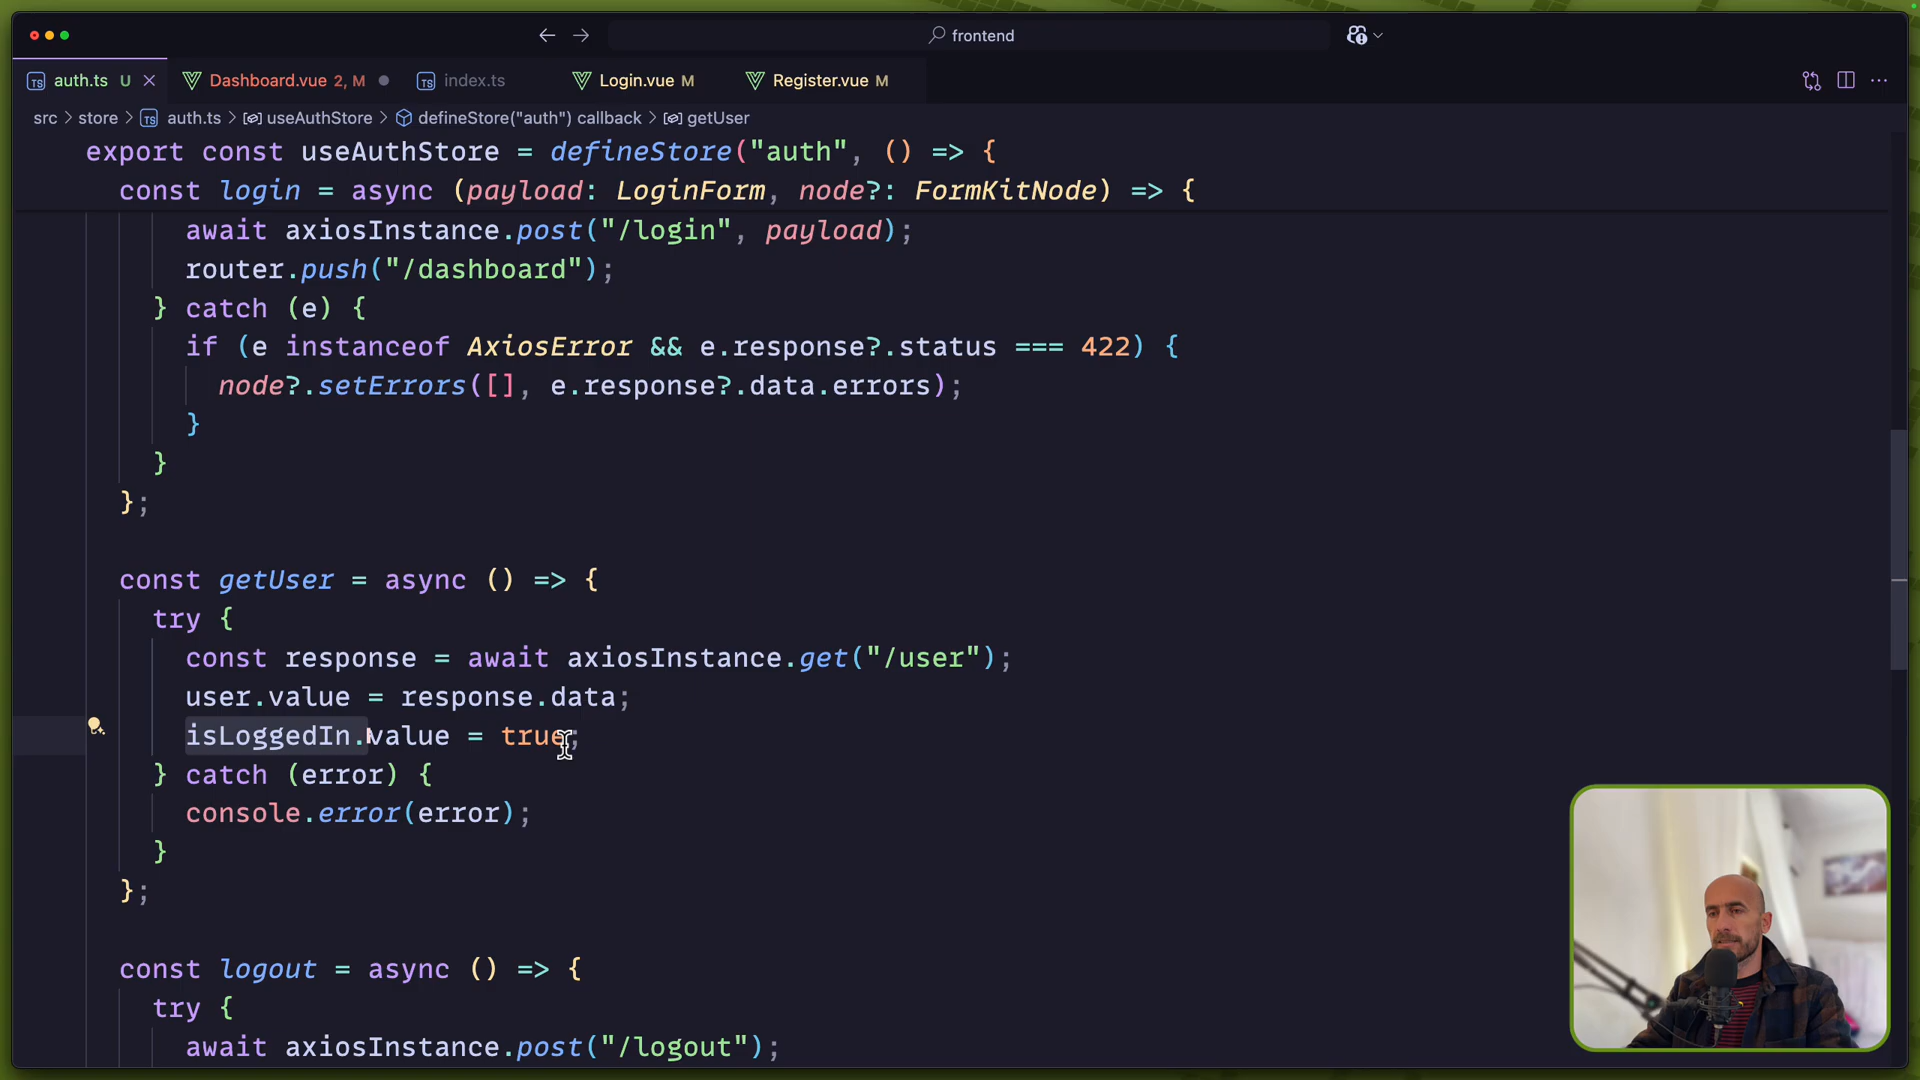 frontend
auth.ts U
Dashboard.vue 2, M
index.ts
Login.vue M
Register.vue M
src > store > auth.ts > useAuthStore > defineStore("auth") callback > getUser
export const useAuthStore = defineStore("auth", () => {
const login = async (payload: LoginForm, node?: FormKitNode) => {
await axiosInstance.post("/login", payload);
router.push("/dashboard");
} catch (e) {
if (e instanceof AxiosError && e.response?.status === 422) {
node?.setErrors([], e.response?.data.errors);
}
}
};
const getUser = async () => {
try {
const response = await axiosInstance.get("/user");
user.value = response.data;
isLoggedIn.value = true;
} catch (error) {
console.error(error);
}
};
const logout = async () => {
try {
await axiosInstance.post("/logout");